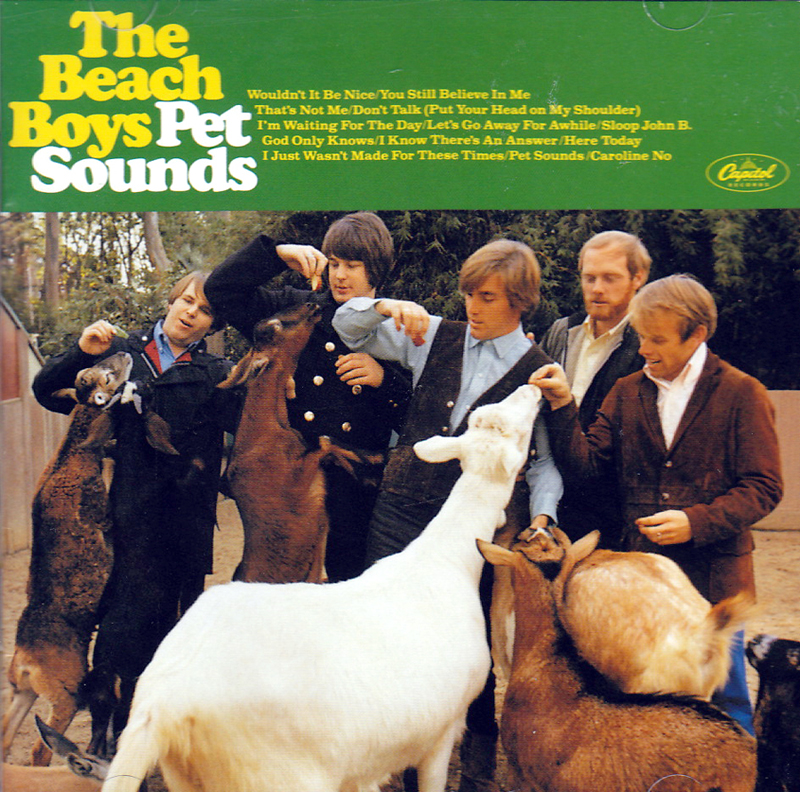 The
Beach
Boys Pet
Sounds
Wouldn't It Be Nice/You Still Believe In Me
That's Not Me/Don't Talk (Put Your Head on My Shoulder)
I'm Waiting For The Day/Let's Go Away For Awhile/Sloop John B.
God Only Knows/I Know There's An Answer/Here Today
I Just Wasn't Made For These Times/Pet Sounds/Caroline No
Capitol
RECORDS